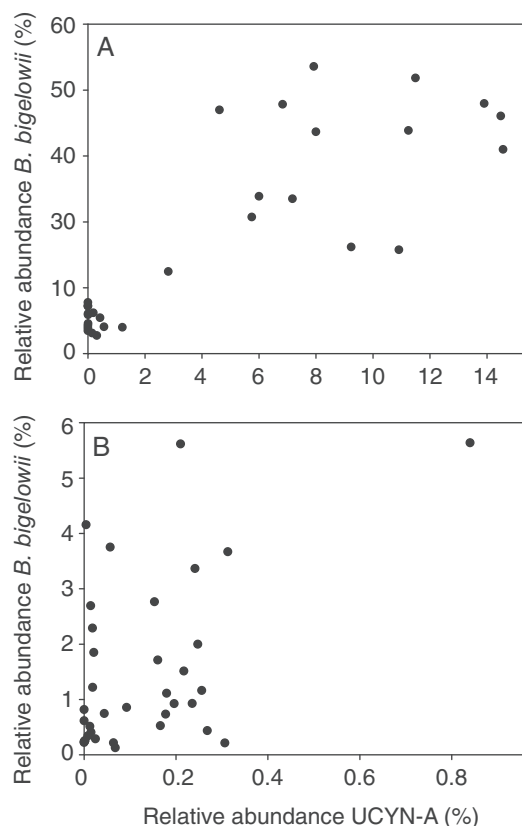 A
Relative abundance B. bigelowii (%)
60
50
40
30
10
0
0 2 4 6 8 10 12 14
B
Relative abundance B. bigelowii (%)
6
5
4
3
2
1
0
0 0.2 0.4 0.6 0.8
Relative abundance UCYN-A (%)